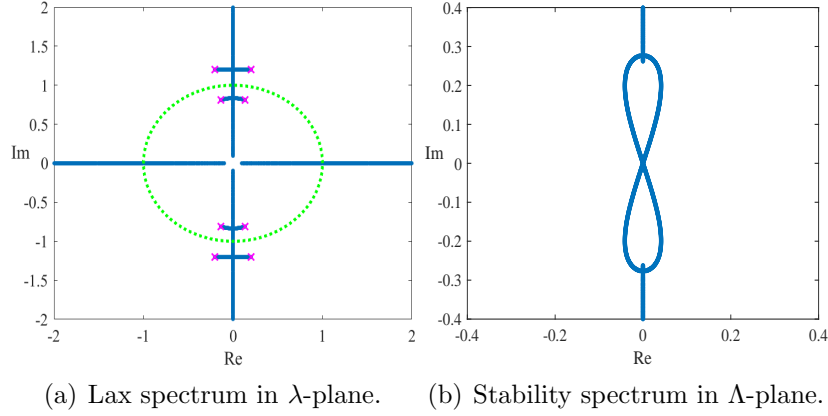 2
1.5
1
0.5
Im
0
-0.5
-1
-1.5
-2
-2 -1 0 1 2
Re
0.4
0.3
0.2
0.1
Im
0
-0.1
-0.2
-0.3
-0.4
-0.4 -0.2 0 0.2 0.4
Re
(a) Lax spectrum in λ-plane.
(b) Stability spectrum in Λ-plane.